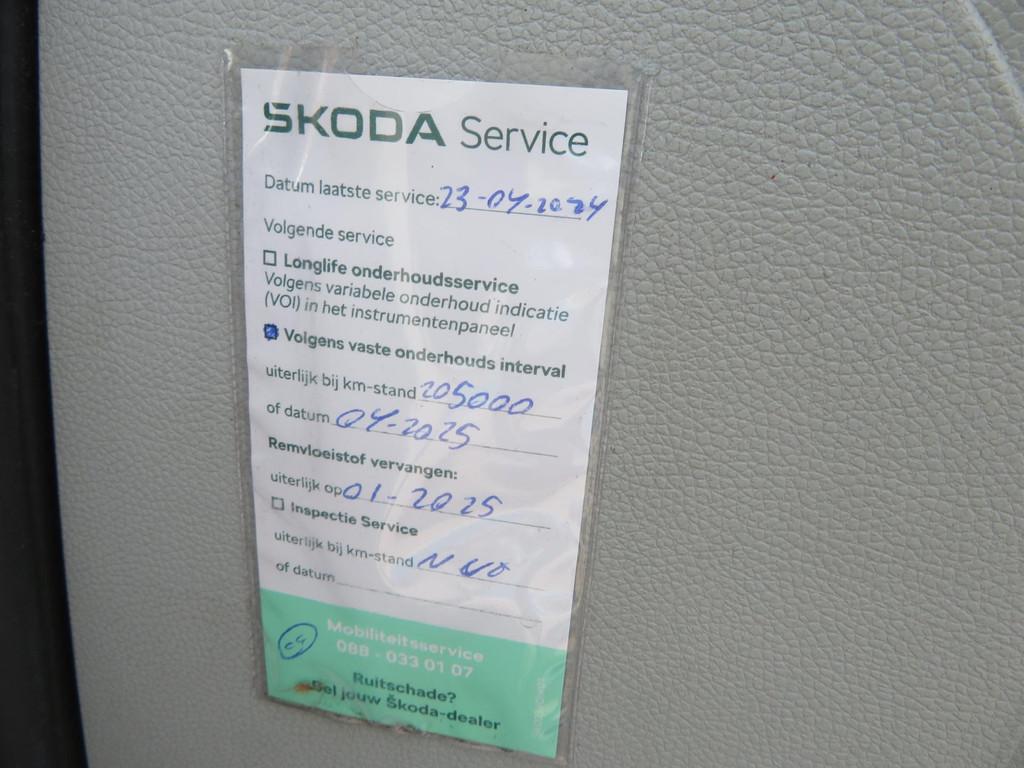 ŠKODA Service
Datum laatste service: 23-04-2024
Volgende service
Longlife onderhoudsservice
Volgens variabele onderhoud indicatie
(VOI) in het instrumentenpaneel
Volgens vaste onderhouds interval
uiterlijk bij km-stand 205000
of datum 04-2025
Remvloeistof vervangen:
uiterlijk op 01-2025
Inspectie Service
uiterlijk bij km-stand
of datum
Mobiliteitsservice
088 - 033 01 07
Ruitschade?
Bel jouw Škoda-dealer